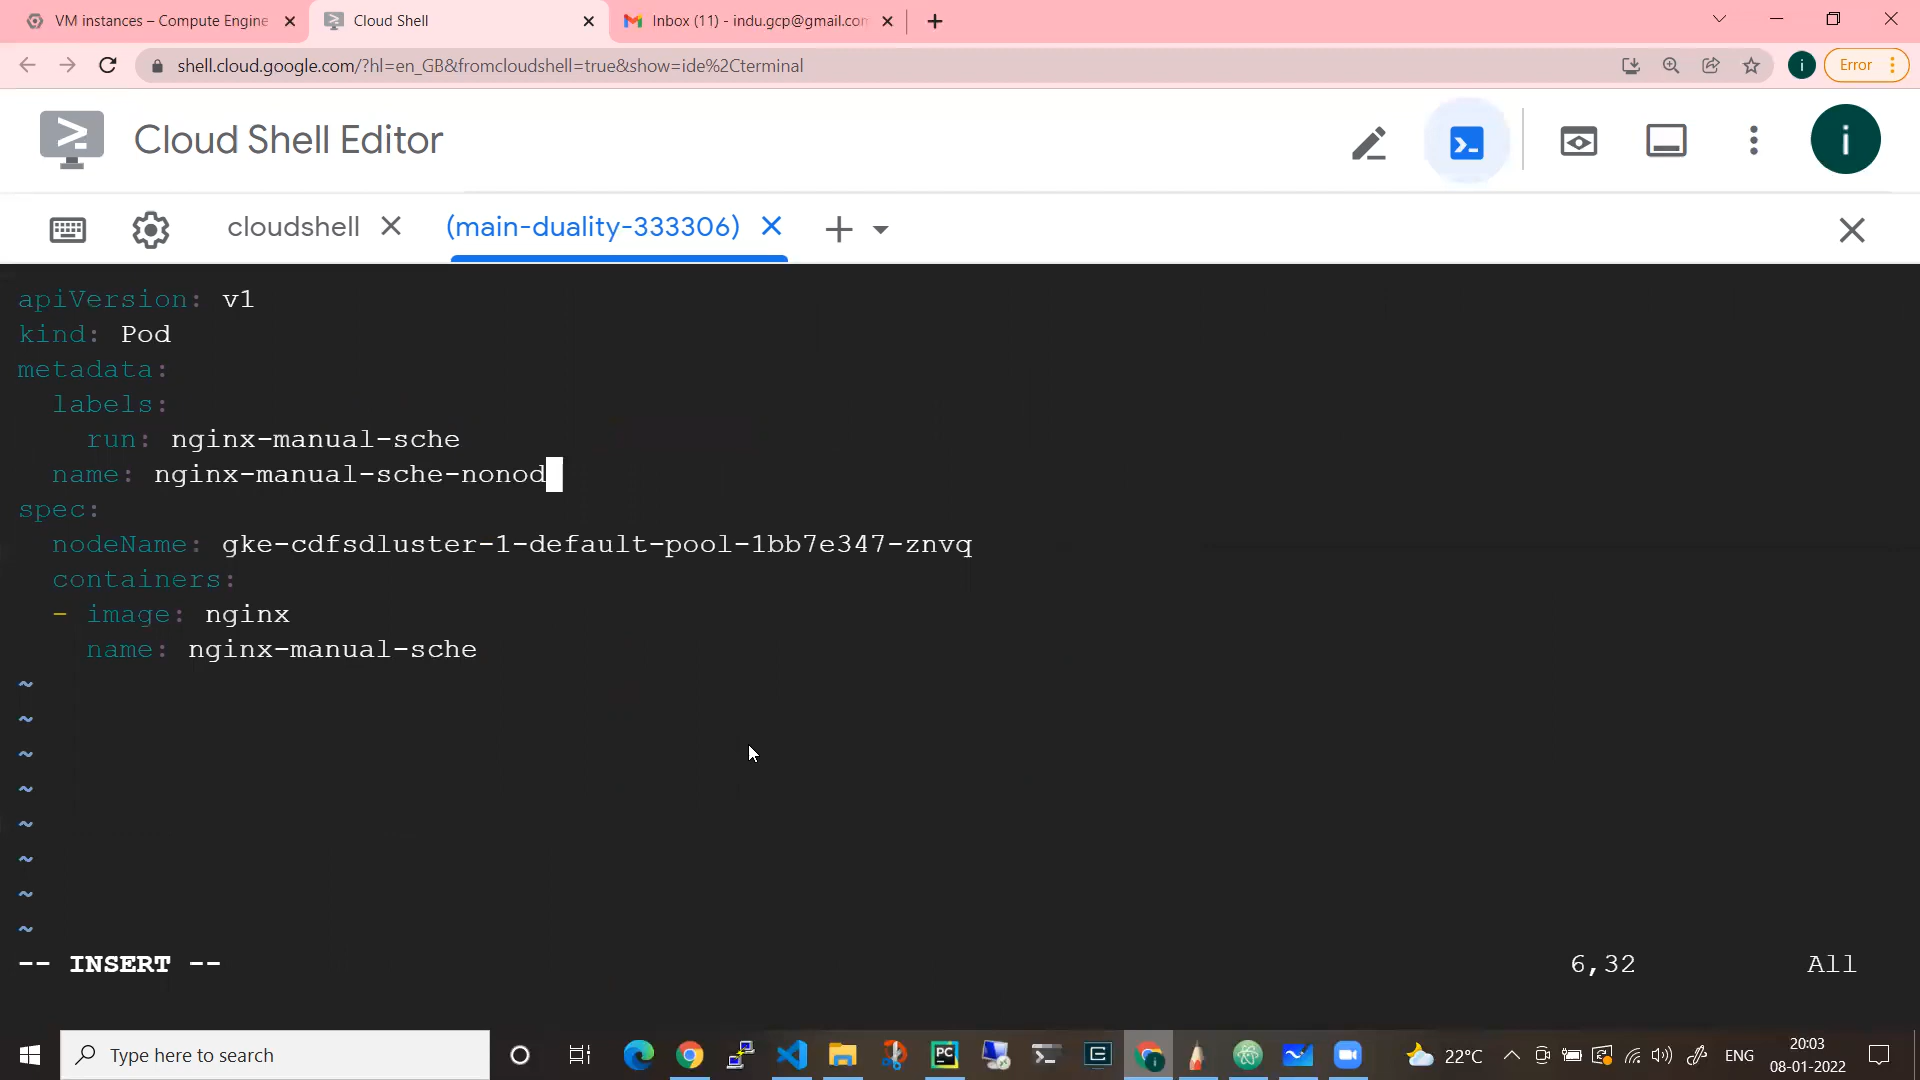 VM instances – Compute Engine
Cloud Shell
Inbox (11) - indu.gcp@gmail.com
shell.cloud.google.com/?hl=en_GB&fromcloudshell=true&show=ide%2Cterminal
i
Error
Cloud Shell Editor
i
cloudshell
(main-duality-333306)
apiVersion: v1
kind: Pod
metadata:
  labels:
    run: nginx-manual-sche
  name: nginx-manual-sche-nonod
spec:
  nodeName: gke-cdfsdluster-1-default-pool-1bb7e347-znvq
  containers:
  - image: nginx
    name: nginx-manual-sche
~
~
~
~
~
~
~
~
-- INSERT --
6,32
All
Type here to search
22°C
ENG
20:03
08-01-2022